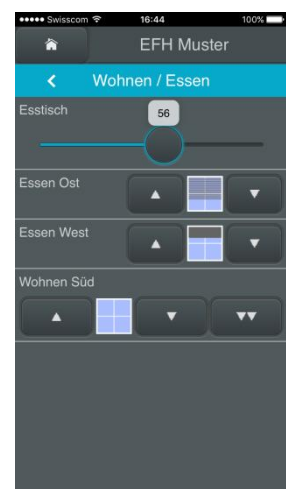 Swisscom 16:44 100%
EFH Muster
Wohnen / Essen
Esstisch
56
Essen Ost
Essen West
Wohnen Süd